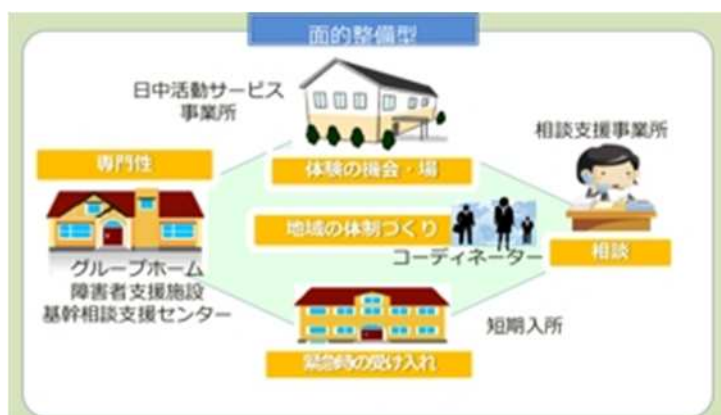 面的整備型
日中活動サービス
事業所
相談支援事業所
専門性
体験の機会・場
地域の体制づくり
コーディネーター
相談
グループホーム
障害者支援施設
基幹相談支援センター
短期入所
緊急時の受け入れ